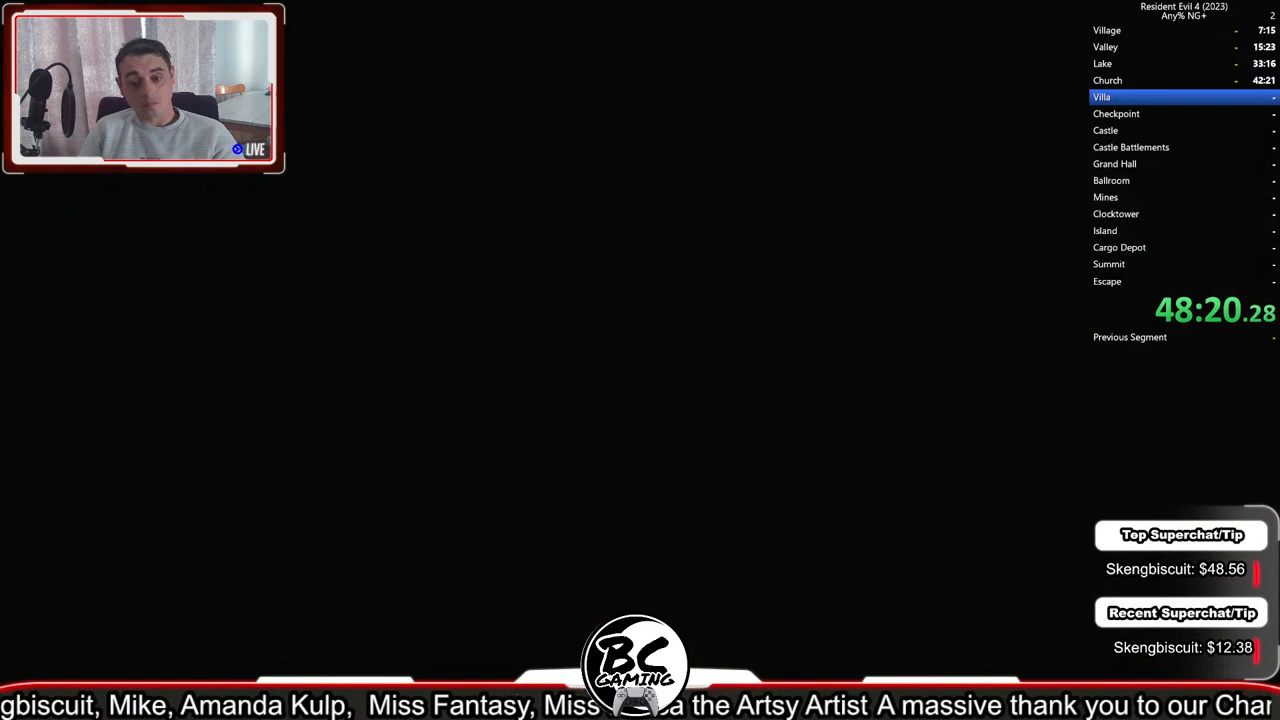 LIVE
Resident Evil 4 (2023)
Any% NG+ 2
Village - 7:15
Valley - 15:23
Lake - 33:16
Church - 42:21
Villa -
Checkpoint -
Castle -
Castle Battlements -
Grand Hall -
Ballroom -
Mines -
Clocktower -
Island -
Cargo Depot -
Summit -
Escape -
48:20.28
Previous Segment -
Top Superchat/Tip
Skengbiscuit: $48.56
Recent Superchat/Tip
Skengbiscuit: $12.38
BC
GAMING
gbiscuit, Mike, Amanda Kulp, Miss Fantasy, Miss a the Artsy Artist A massive thank you to our Char